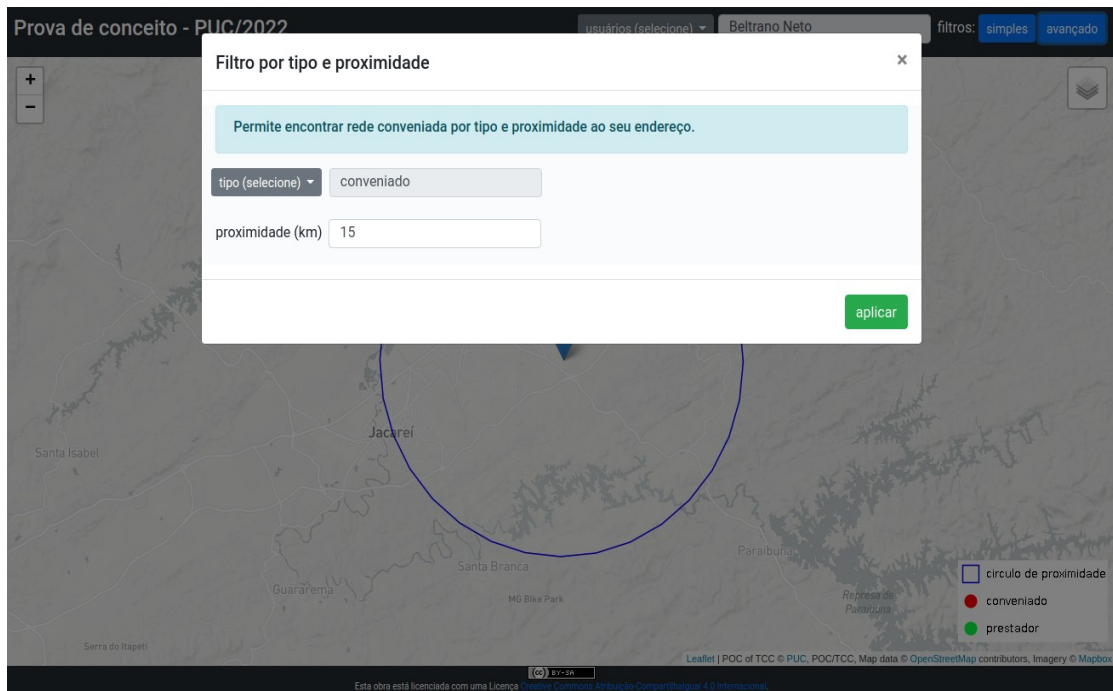 Prova de conceito - PUC/2022
usuários (selecione)
Beltrano Neto
filtros:
simples
avançado
Filtro por tipo e proximidade
×
+
−
Permite encontrar rede conveniada por tipo e proximidade ao seu endereço.
tipo (selecione)
conveniado
proximidade (km)
15
aplicar
Jacareí
Santa Isabel
Paraibuna
Santa Branca
Guararema
MG Bike Park
Represa de
Paraibuna
Serra do Itapeti
circulo de proximidade
conveniado
prestador
Leaflet | POC of TCC © PUC, POC/TCC, Map data © OpenStreetMap contributors, Imagery © Mapbox
(cc) BY-SA
Esta obra está licenciada com uma Licença Creative Commons Atribuição-CompartilhaIgual 4.0 Internacional.